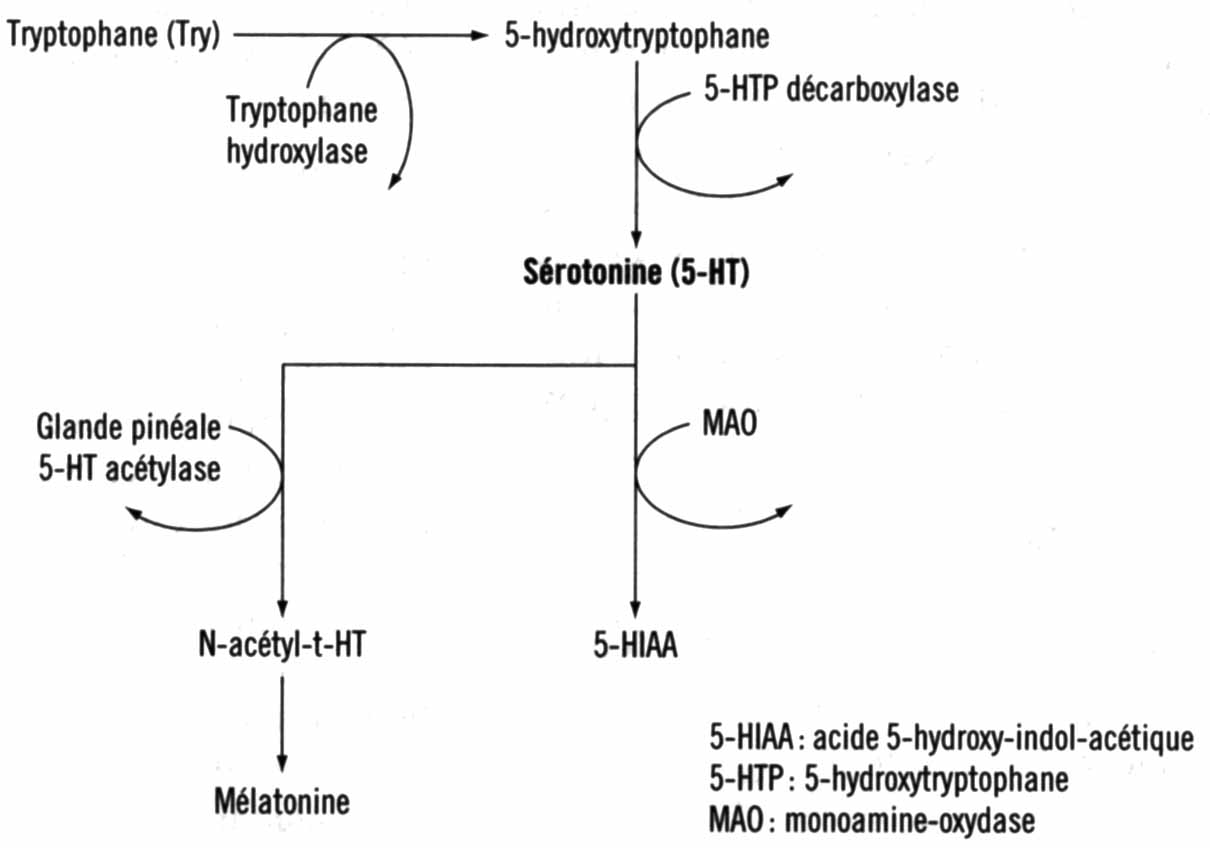 Tryptophane (Try)
5-hydroxytryptophane
Tryptophane
hydroxylase
5-HTP décarboxylase
Sérotonine (5-HT)
Glande pinéale
5-HT acétylase
MAO
N-acétyl-t-HT
5-HIAA
Mélatonine
5-HIAA : acide 5-hydroxy-indol-acétique
5-HTP : 5-hydroxytryptophane
MAO : monoamine-oxydase